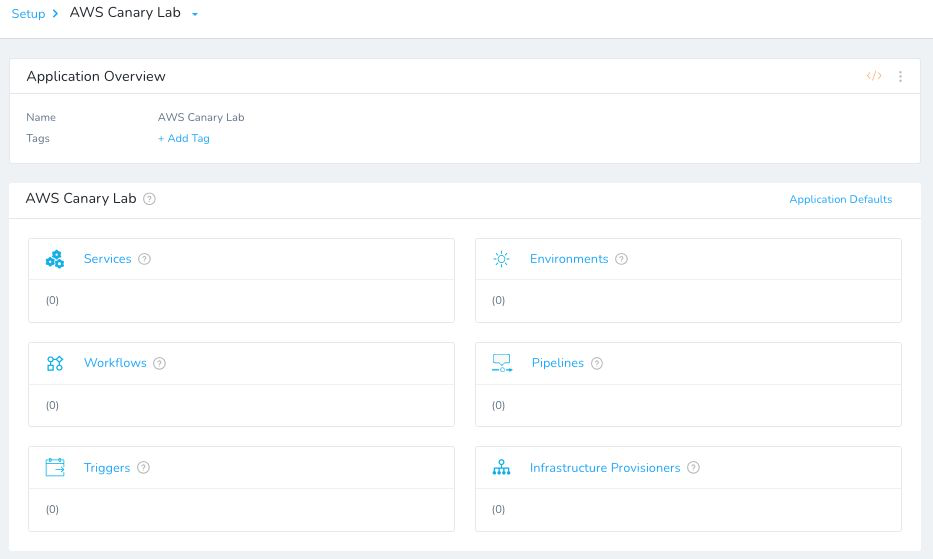 Setup > AWS Canary Lab
Application Overview
</>
Name AWS Canary Lab
Tags + Add Tag
AWS Canary Lab ?
Application Defaults
Services ?
Environments ?
(0)
(0)
Workflows ?
Pipelines ?
(0)
(0)
Triggers ?
Infrastructure Provisioners ?
(0)
(0)